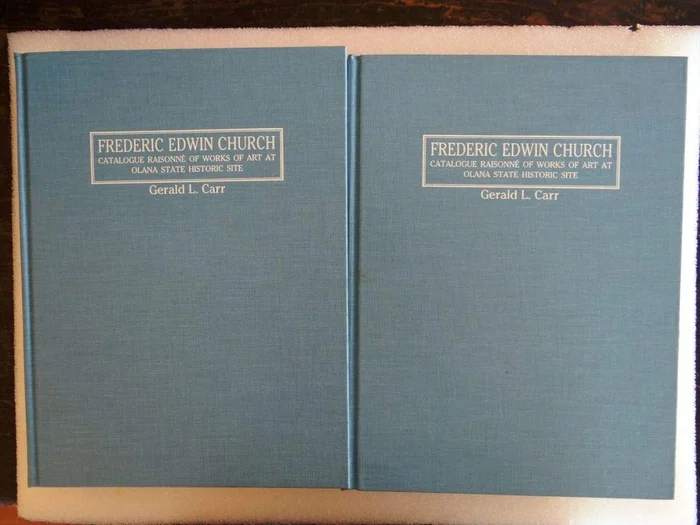 FREDERIC EDWIN CHURCH
CATALOGUE RAISONNÉ OF WORKS OF ART AT
OLANA STATE HISTORIC SITE
Gerald L. Carr
FREDERIC EDWIN CHURCH
CATALOGUE RAISONNÉ OF WORKS OF ART AT
OLANA STATE HISTORIC SITE
Gerald L. Carr